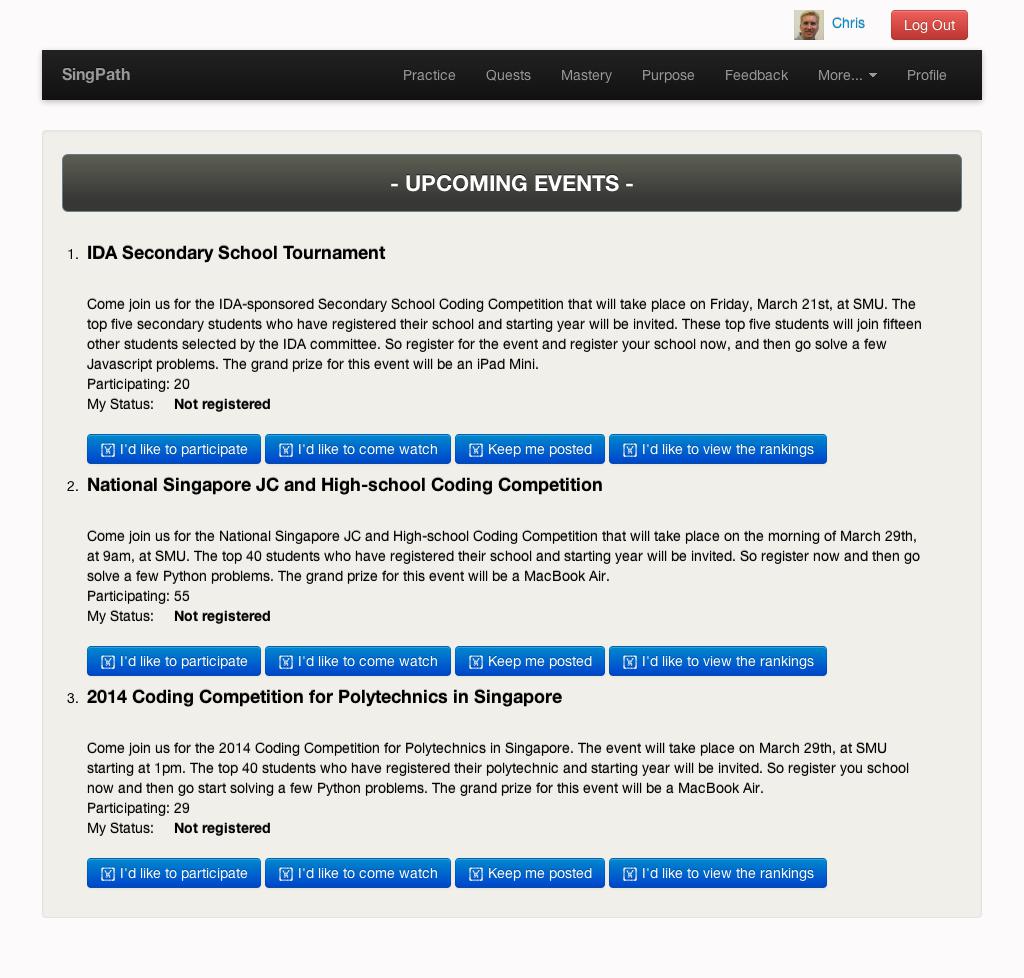 Chris
Log Out
SingPath
Practice
Quests
Mastery
Purpose
Feedback
More...
Profile
- UPCOMING EVENTS -
1. IDA Secondary School Tournament
Come join us for the IDA-sponsored Secondary School Coding Competition that will take place on Friday, March 21st, at SMU. The
top five secondary students who have registered their school and starting year will be invited. These top five students will join fifteen
other students selected by the IDA committee. So register for the event and register your school now, and then go solve a few
Javascript problems. The grand prize for this event will be an iPad Mini.
Participating: 20
My Status: Not registered
I'd like to participate
I'd like to come watch
Keep me posted
I'd like to view the rankings
2. National Singapore JC and High-school Coding Competition
Come join us for the National Singapore JC and High-school Coding Competition that will take place on the morning of March 29th,
at 9am, at SMU. The top 40 students who have registered their school and starting year will be invited. So register now and then go
solve a few Python problems. The grand prize for this event will be a MacBook Air.
Participating: 55
My Status: Not registered
I'd like to participate
I'd like to come watch
Keep me posted
I'd like to view the rankings
3. 2014 Coding Competition for Polytechnics in Singapore
Come join us for the 2014 Coding Competition for Polytechnics in Singapore. The event will take place on March 29th, at SMU
starting at 1pm. The top 40 students who have registered their polytechnic and starting year will be invited. So register you school
now and then go start solving a few Python problems. The grand prize for this event will be a MacBook Air.
Participating: 29
My Status: Not registered
I'd like to participate
I'd like to come watch
Keep me posted
I'd like to view the rankings